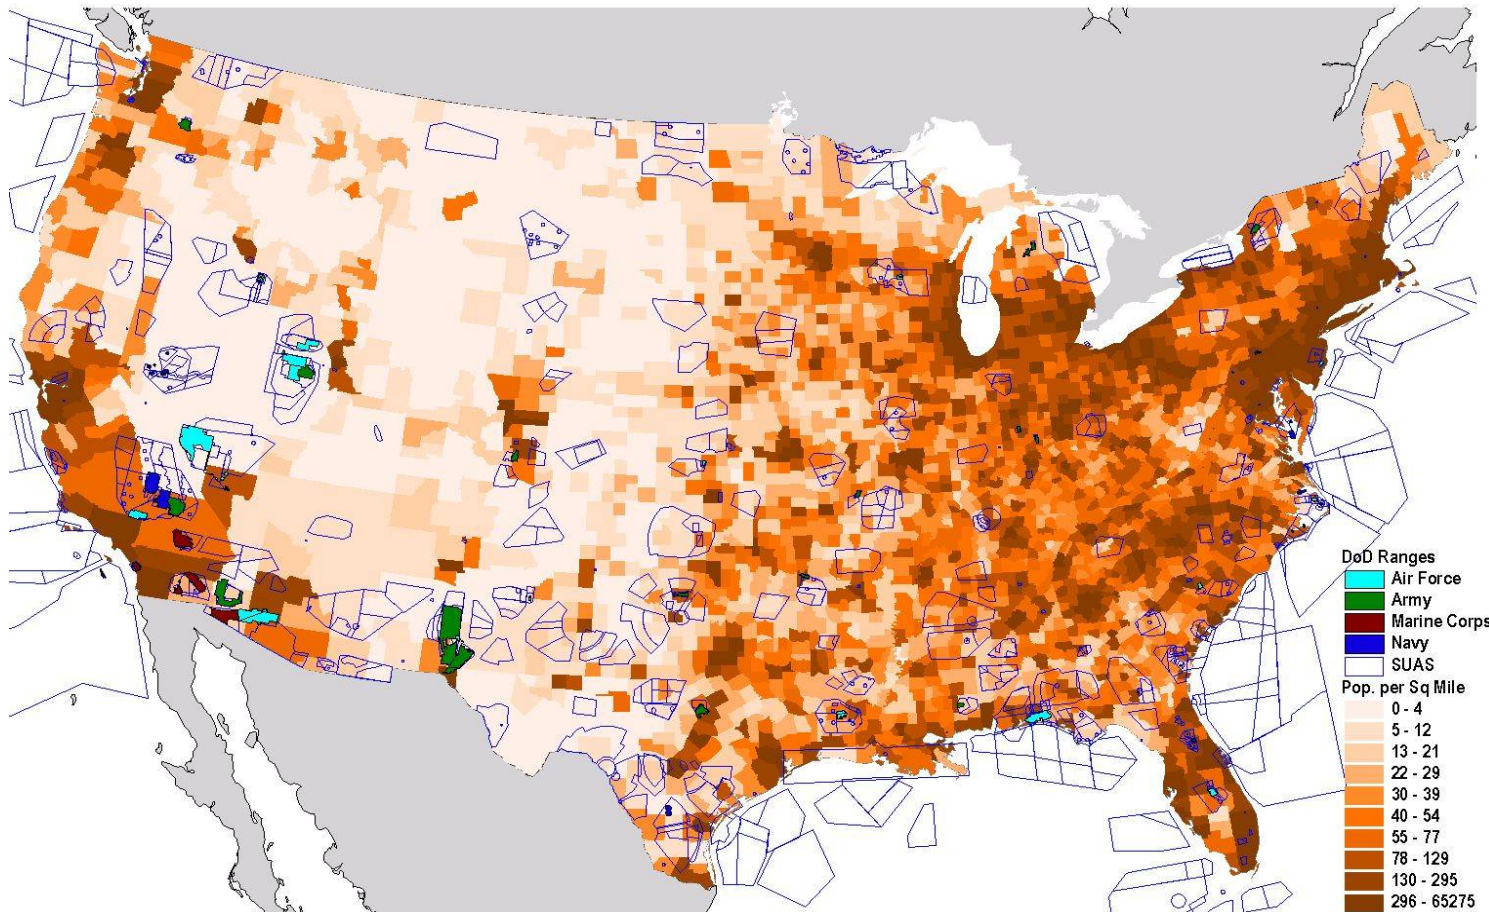 DoD Ranges
Air Force
Army
Marine Corps
Navy
SUAS
Pop. per Sq Mile
0 - 4
5 - 12
13 - 21
22 - 29
30 - 39
40 - 54
55 - 77
78 - 129
130 - 295
296 - 65275